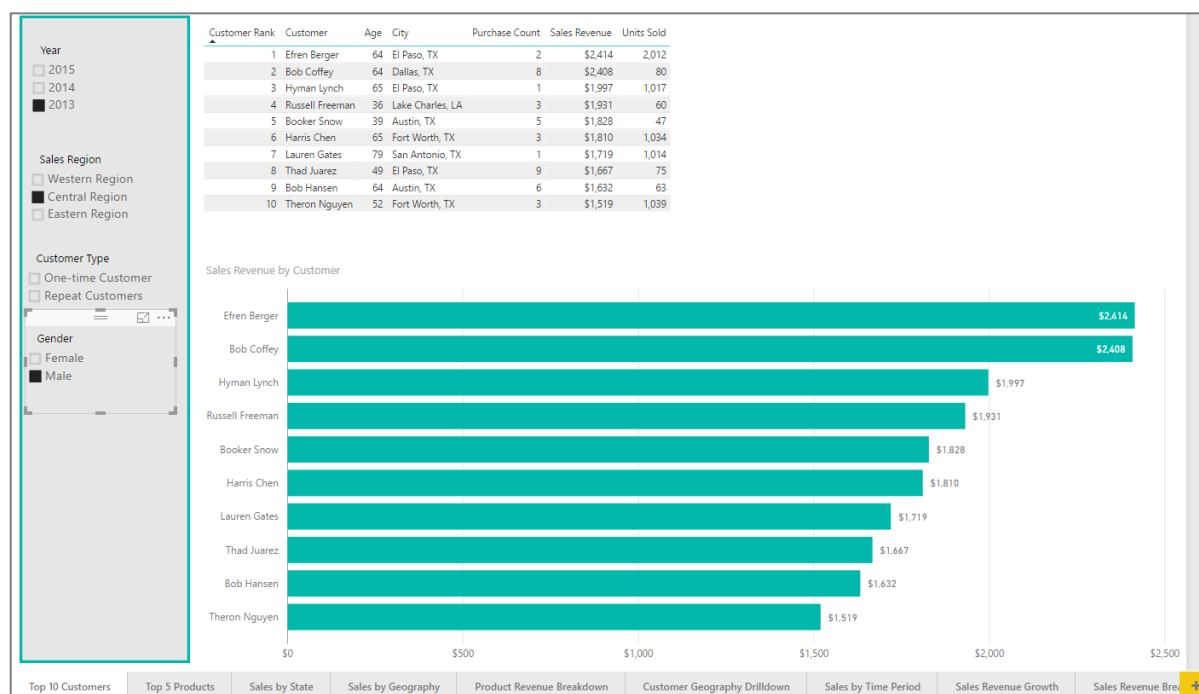 Year
2015
2014
2013
Sales Region
Western Region
Central Region
Eastern Region
Customer Type
One-time Customer
Repeat Customers
Gender
Female
Male
Customer Rank Customer Age City Purchase Count Sales Revenue Units Sold
1 Efren Berger 64 El Paso, TX 2 $2,414 2,012
2 Bob Coffey 64 Dallas, TX 8 $2,408 80
3 Hyman Lynch 65 El Paso, TX 1 $1,997 1,017
4 Russell Freeman 36 Lake Charles, LA 3 $1,931 60
5 Booker Snow 39 Austin, TX 5 $1,828 47
6 Harris Chen 65 Fort Worth, TX 3 $1,810 1,034
7 Lauren Gates 79 San Antonio, TX 1 $1,719 1,014
8 Thad Juarez 49 El Paso, TX 9 $1,667 75
9 Bob Hansen 64 Austin, TX 6 $1,632 63
10 Theron Nguyen 52 Fort Worth, TX 3 $1,519 1,039
Sales Revenue by Customer
Efren Berger $2,414
Bob Coffey $2,408
Hyman Lynch $1,997
Russell Freeman $1,931
Booker Snow $1,828
Harris Chen $1,810
Lauren Gates $1,719
Thad Juarez $1,667
Bob Hansen $1,632
Theron Nguyen $1,519
$0 $500 $1,000 $1,500 $2,000 $2,500
Top 10 Customers Top 5 Products Sales by State Sales by Geography Product Revenue Breakdown Customer Geography Drilldown Sales by Time Period Sales Revenue Growth Sales Revenue Brea